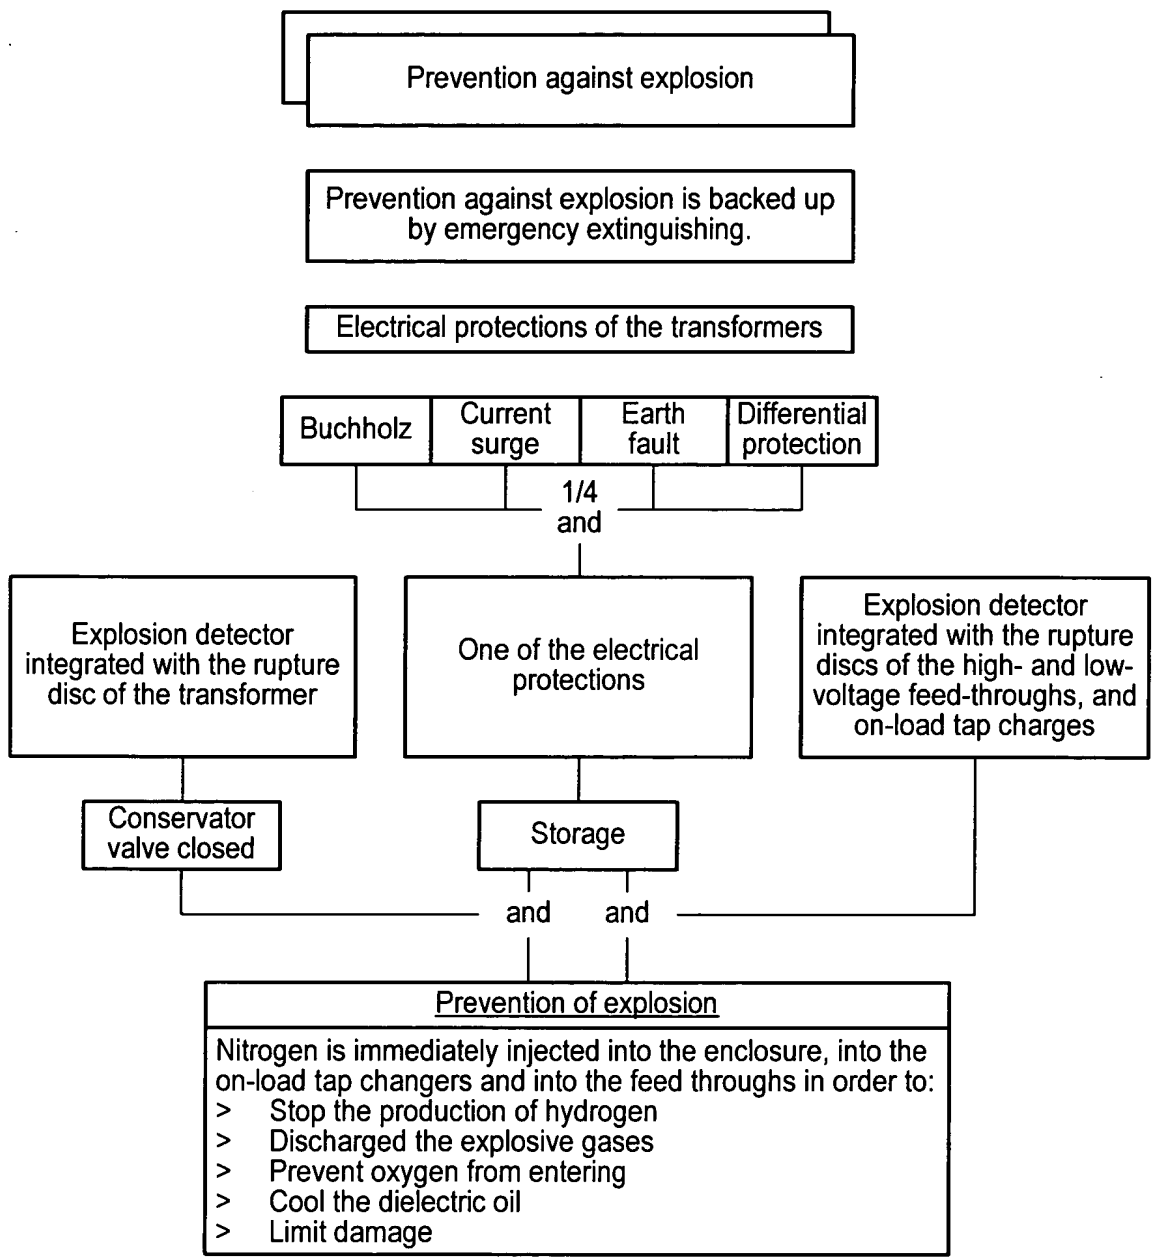 Prevention against explosion
Prevention against explosion is backed up
by emergency extinguishing.
Electrical protections of the transformers
Buchholz
Current
surge
Earth
fault
Differential
protection
1/4
and
Explosion detector
integrated with the rupture
disc of the transformer
One of the electrical
protections
Explosion detector
integrated with the rupture
discs of the high- and low-
voltage feed-throughs, and
on-load tap charges
Conservator
valve closed
Storage
and
and
Prevention of explosion
Nitrogen is immediately injected into the enclosure, into the
on-load tap changers and into the feed throughs in order to:
> Stop the production of hydrogen
> Discharged the explosive gases
> Prevent oxygen from entering
> Cool the dielectric oil
> Limit damage